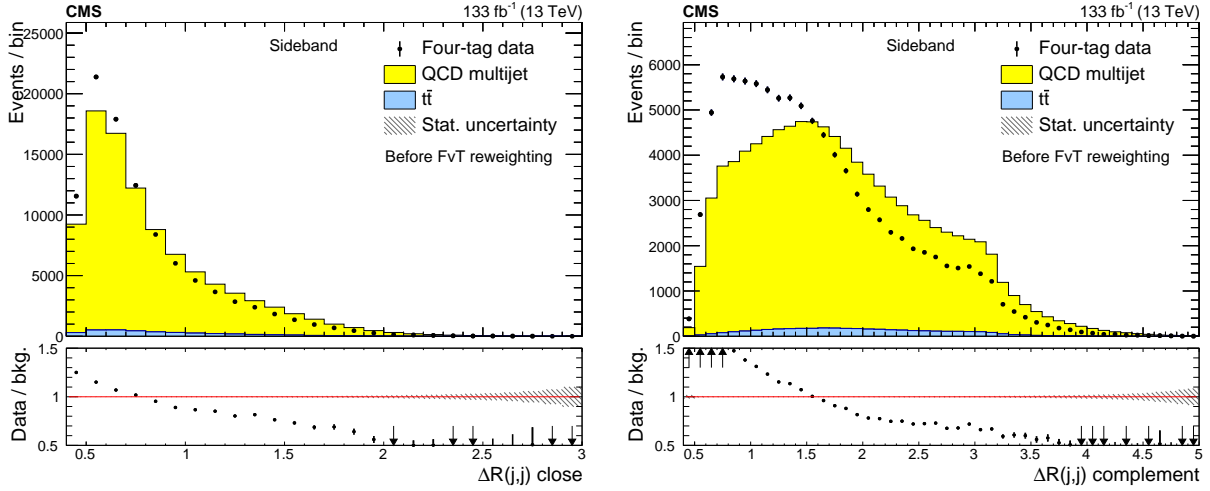 CMS 133 fb⁻¹ (13 TeV)
Events / bin
25000
20000
15000
10000
5000
0
Sideband
Four-tag data
QCD multijet
tt̄
Stat. uncertainty
Before FvT reweighting
Data / bkg.
1.5
1
0.5
0.5 1 1.5 2 2.5 3
ΔR(j,j) close
CMS 133 fb⁻¹ (13 TeV)
Events / bin
6000
5000
4000
3000
2000
1000
0
Sideband
Four-tag data
QCD multijet
tt̄
Stat. uncertainty
Before FvT reweighting
Data / bkg.
1.5
1
0.5
0.5 1 1.5 2 2.5 3 3.5 4 4.5 5
ΔR(j,j) complement